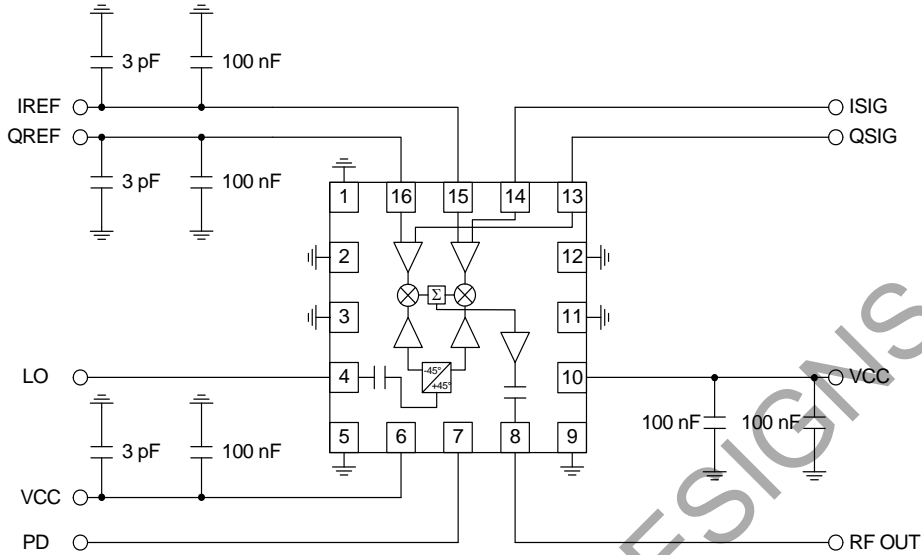 3 pF
100 nF
IREF
ISIG
QREF
QSIG
3 pF
100 nF
1
16
15
14
13
2
12
Σ
3
11
LO
4
-45°
+45°
10
VCC
3 pF
100 nF
100 nF
100 nF
5
6
7
8
9
VCC
PD
RF OUT
ESIGNS